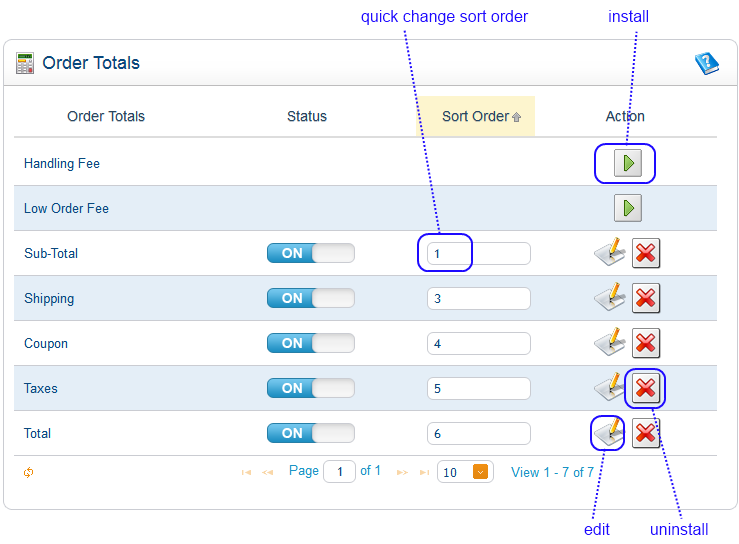 quick change sort order install
Order Totals
Order Totals Status Sort Order Action
Handling Fee
Low Order Fee
Sub-Total ON 1
Shipping ON 3
Coupon ON 4
Taxes ON 5
Total ON 6
Page 1 of 1 10 View 1 - 7 of 7
edit uninstall